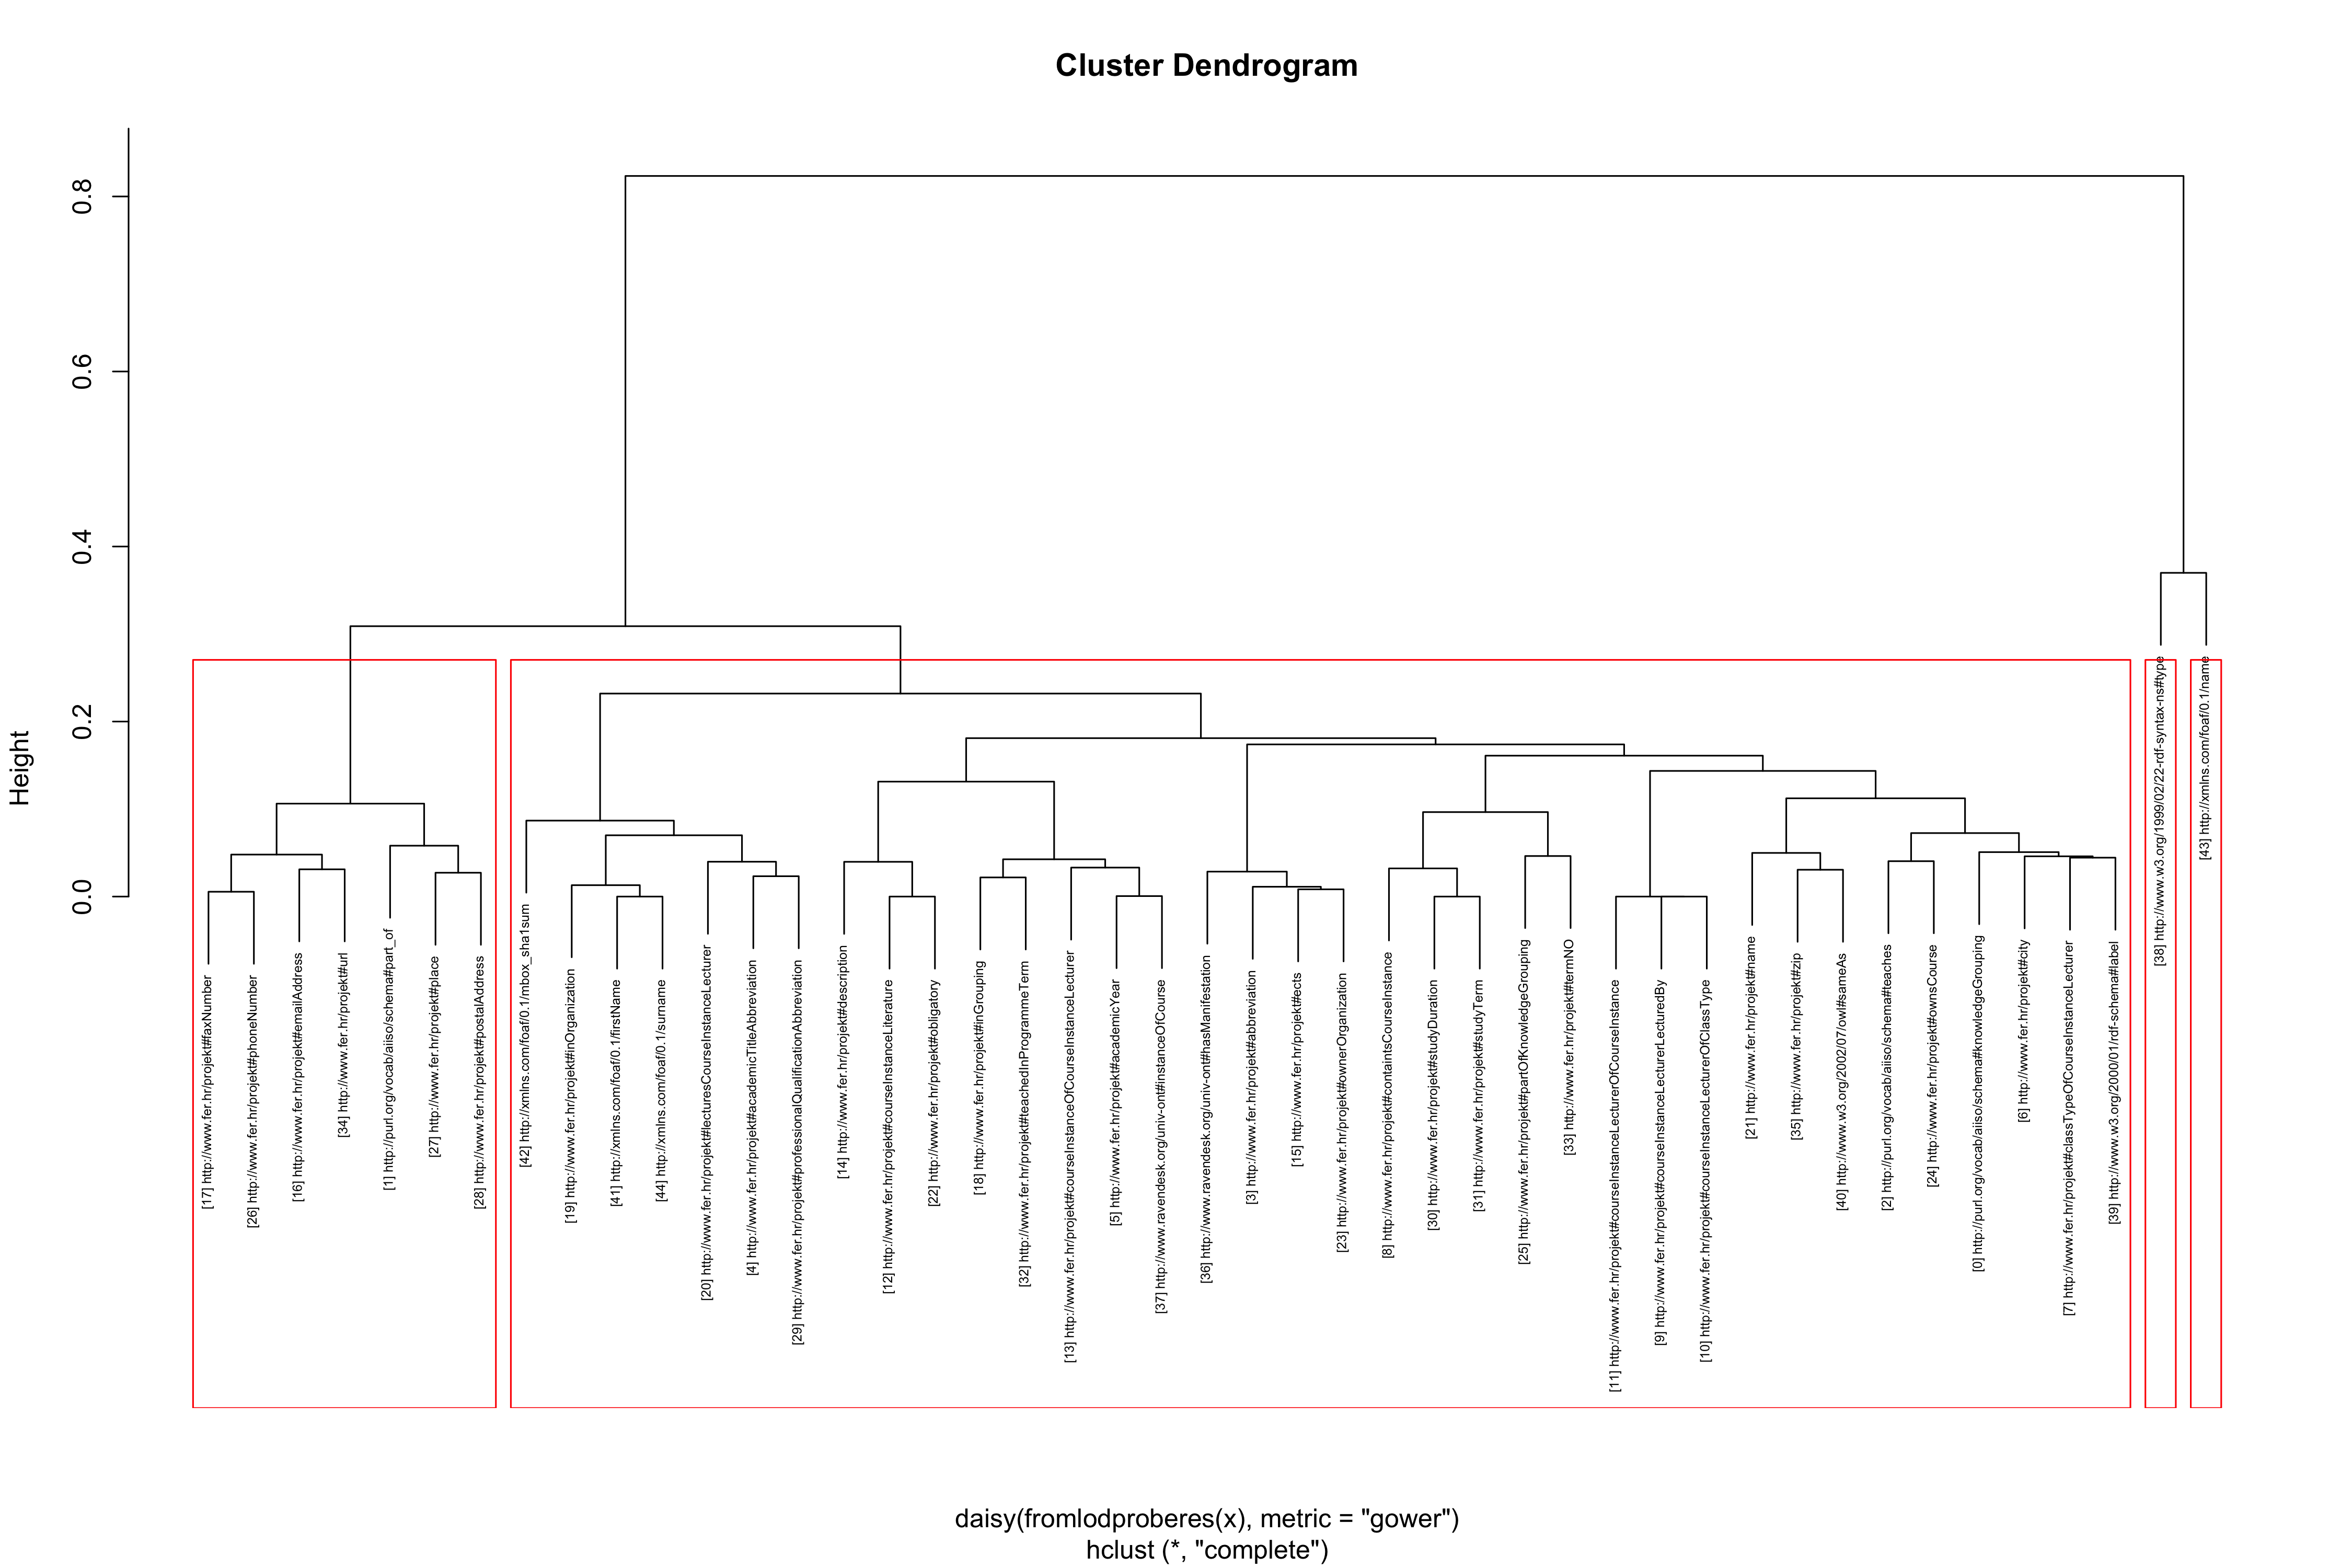 Cluster Dendrogram
Height
0.8
0.6
0.4
0.2
0.0
[17] http://www.fer.hr/projekt#faxNumber
[26] http://www.fer.hr/projekt#phoneNumber
[16] http://www.fer.hr/projekt#emailAddress
[34] http://www.fer.hr/projekt#url
[1] http://purl.org/vocab/aiiso/schema#part_of
[27] http://www.fer.hr/projekt#place
[28] http://www.fer.hr/projekt#postalAddress
[42] http://xmlns.com/foaf/0.1/mbox_sha1sum
[19] http://www.fer.hr/projekt#inOrganization
[41] http://xmlns.com/foaf/0.1/firstName
[44] http://xmlns.com/foaf/0.1/surname
[20] http://www.fer.hr/projekt#lecturesCourseInstanceLecturer
[4] http://www.fer.hr/projekt#academicTitleAbbreviation
[29] http://www.fer.hr/projekt#professionalQualificationAbbreviation
[14] http://www.fer.hr/projekt#description
[12] http://www.fer.hr/projekt#courseInstanceLiterature
[22] http://www.fer.hr/projekt#obligatory
[18] http://www.fer.hr/projekt#inGrouping
[32] http://www.fer.hr/projekt#teachedInProgrammeTerm
[13] http://www.fer.hr/projekt#courseInstanceOfCourseInstanceLecturer
[5] http://www.fer.hr/projekt#academicYear
[37] http://www.ravendesk.org/univ-ont#instanceOfCourse
[36] http://www.ravendesk.org/univ-ont#hasManifestation
[3] http://www.fer.hr/projekt#abbreviation
[15] http://www.fer.hr/projekt#ects
[23] http://www.fer.hr/projekt#ownerOrganization
[8] http://www.fer.hr/projekt#containtsCourseInstance
[30] http://www.fer.hr/projekt#studyDuration
[31] http://www.fer.hr/projekt#studyTerm
[25] http://www.fer.hr/projekt#partOfKnowledgeGrouping
[33] http://www.fer.hr/projekt#termNO
[11] http://www.fer.hr/projekt#courseInstanceLecturerOfCourseInstance
[9] http://www.fer.hr/projekt#courseInstanceLecturerLecturedBy
[10] http://www.fer.hr/projekt#courseInstanceLecturerOfClassType
[21] http://www.fer.hr/projekt#name
[35] http://www.fer.hr/projekt#zip
[40] http://www.w3.org/2002/07/owl#sameAs
[2] http://purl.org/vocab/aiiso/schema#teaches
[24] http://www.fer.hr/projekt#ownsCourse
[0] http://purl.org/vocab/aiiso/schema#knowledgeGrouping
[6] http://www.fer.hr/projekt#city
[7] http://www.fer.hr/projekt#classTypeOfCourseInstanceLecturer
[39] http://www.w3.org/2000/01/rdf-schema#label
[38] http://www.w3.org/1999/02/22-rdf-syntax-ns#type
[43] http://xmlns.com/foaf/0.1/name
daisy(fromlodproberes(x), metric = "gower")
hclust (*, "complete")